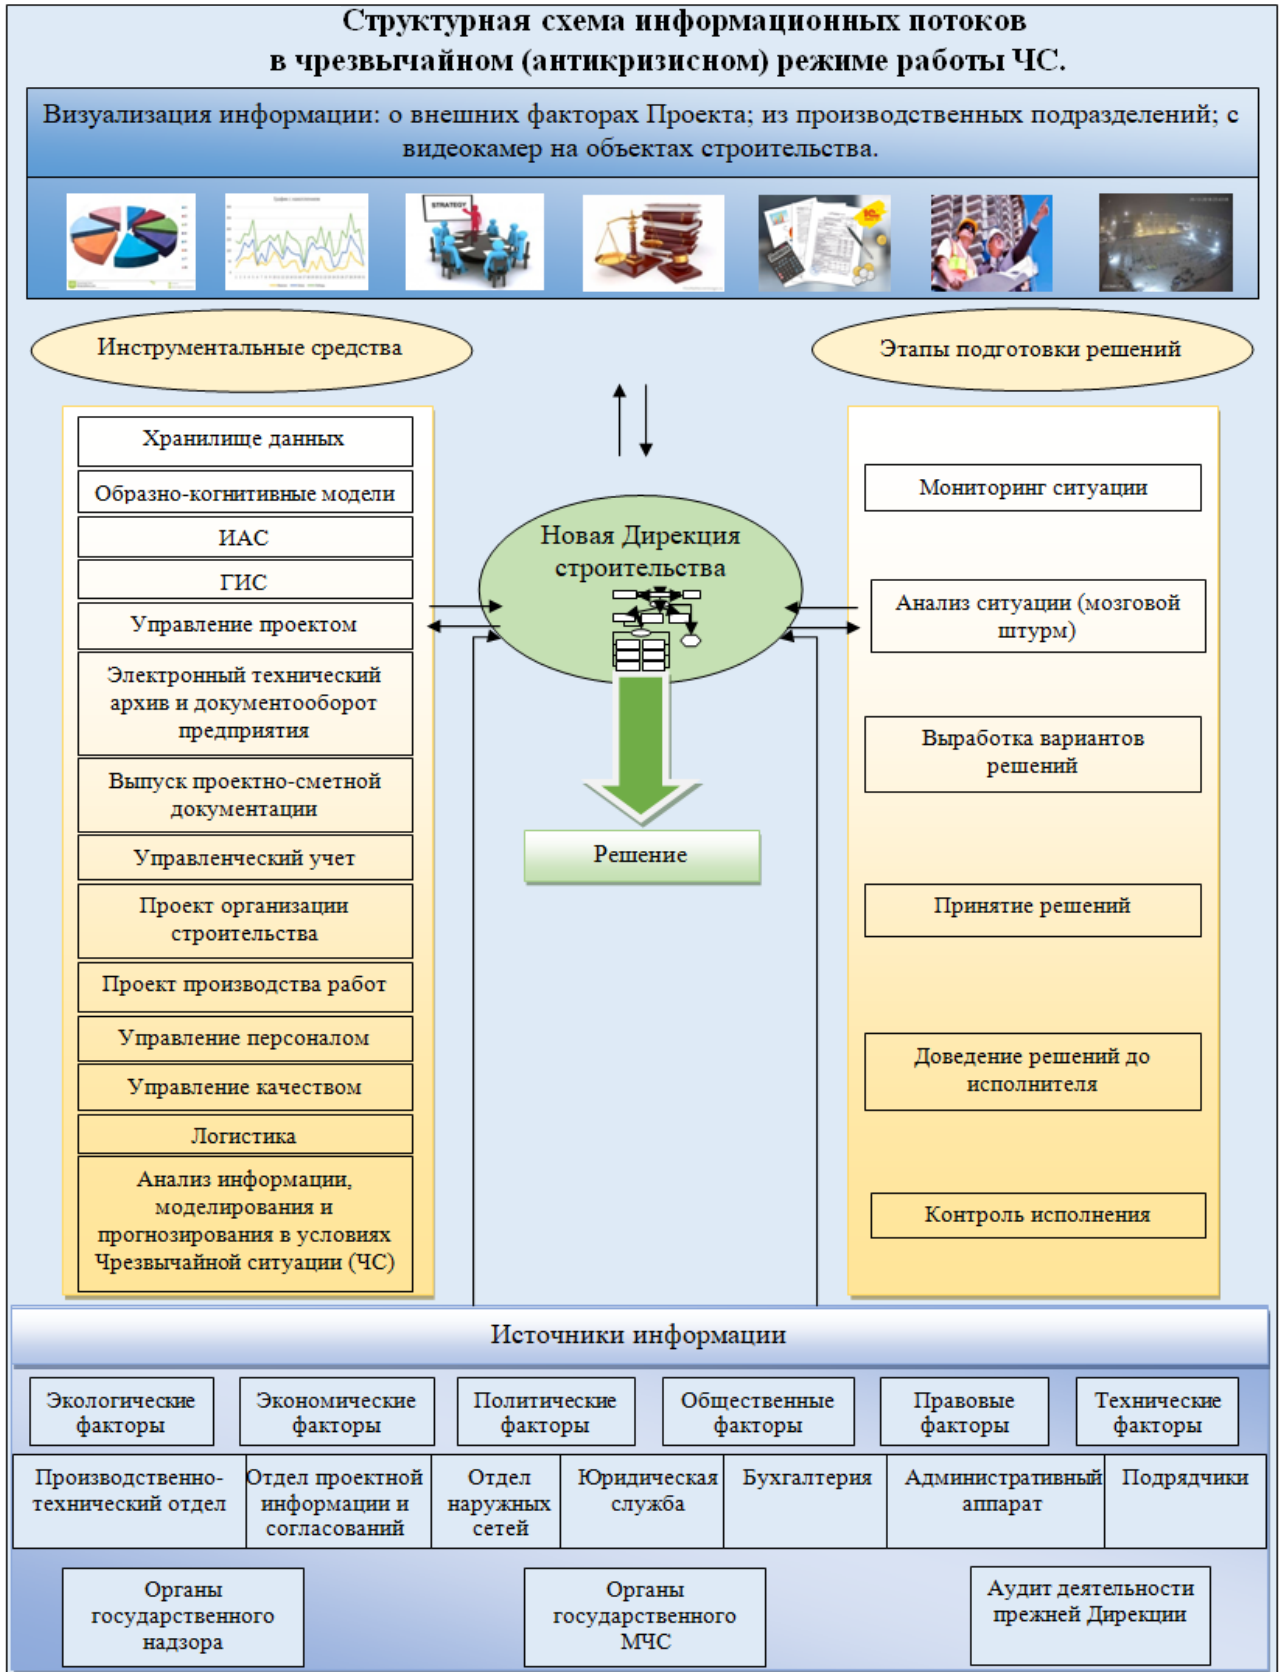 Структурная схема информационных потоков
в чрезвычайном (антикризисном) режиме работы ЧС.
Визуализация информации: о внешних факторах Проекта; из производственных подразделений; с
видеокамер на объектах строительства.
STRATEGY
Инструментальные средства
Хранилище данных
Образно-когнитивные модели
ИАС
ГИС
Управление проектом
Электронный технический
архив и документооборот
предприятия
Выпуск проектно-сметной
документации
Управленческий учет
Проект организации
строительства
Проект производства работ
Управление персоналом
Управление качеством
Логистика
Анализ информации,
моделирования и
прогнозирования в условиях
Чрезвычайной ситуации (ЧС)
Новая Дирекция
строительства
Решение
Этапы подготовки решений
Мониторинг ситуации
Анализ ситуации (мозговой
штурм)
Выработка вариантов
решений
Принятие решений
Доведение решений до
исполнителя
Контроль исполнения
Источники информации
Экологические
факторы
Экономические
факторы
Политические
факторы
Общественные
факторы
Правовые
факторы
Технические
факторы
Производственно-
технический отдел
Отдел проектной
информации и
согласований
Отдел
наружных
сетей
Юридическая
служба
Бухгалтерия
Административный
аппарат
Подрядчики
Органы
государственного
надзора
Органы
государственного
МЧС
Аудит деятельности
прежней Дирекции